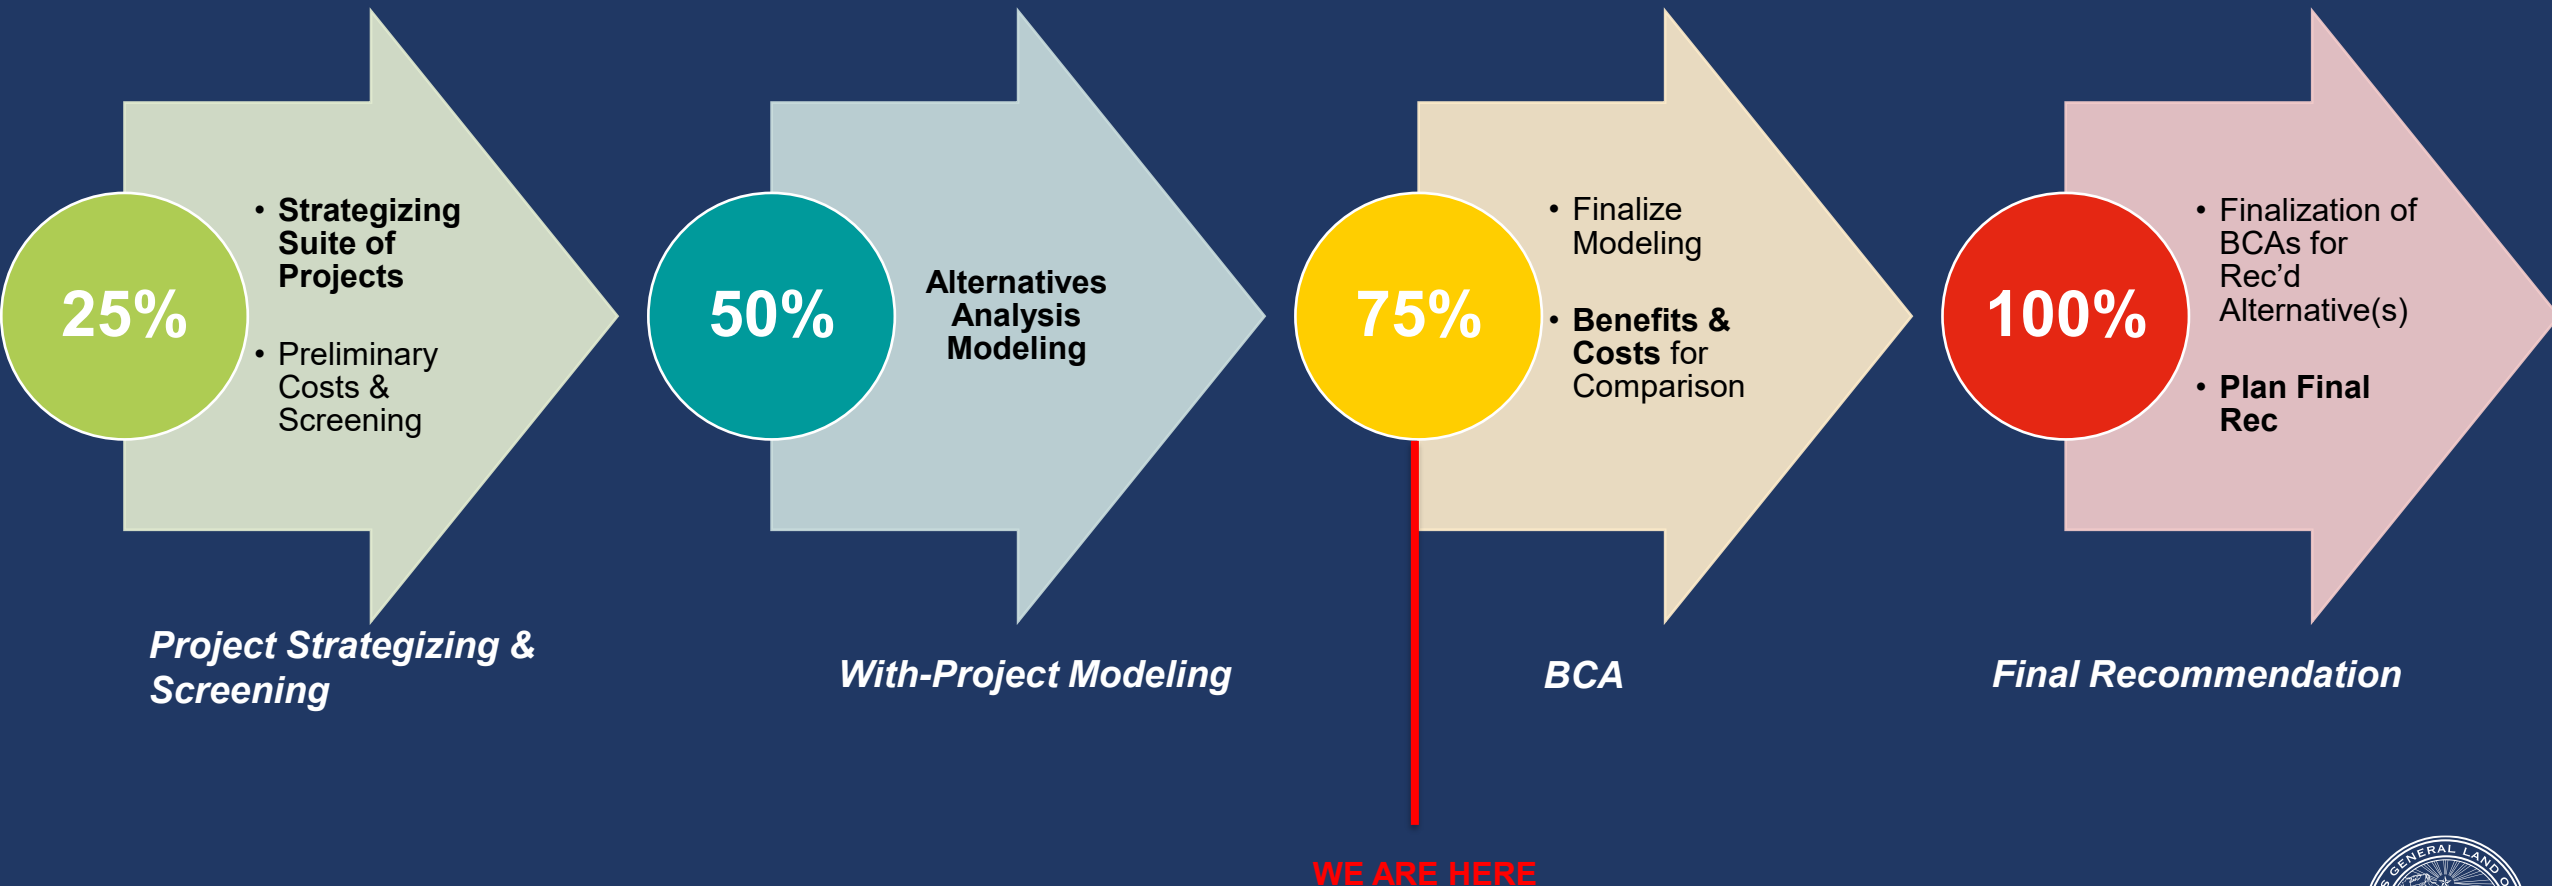 25%
• Strategizing
Suite of
Projects
• Preliminary
Costs &
Screening
Project Strategizing &
Screening
50%
Alternatives
Analysis
Modeling
With-Project Modeling
75%
• Finalize
Modeling
• Benefits &
Costs for
Comparison
BCA
100%
• Finalization of
BCAs for
Rec’d
Alternative(s)
• Plan Final
Rec
Final Recommendation
WE ARE HERE
GENERAL LAND